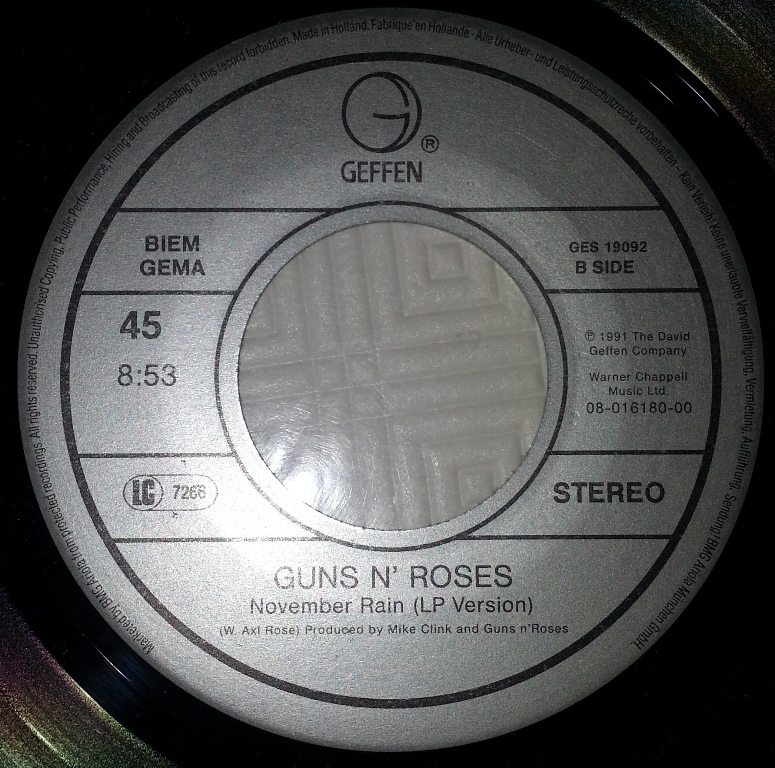 Marketed by BMG Ariola from protected recordings. All rights reserved. Unauthorised Copying, Public Performance, Hiring and Broadcasting of this record forbidden. Made in Holland. Fabriqué en Hollande - Alle Urheber- und Leistungsschutzrechte vorbehalten - Kein Verleih! Keine unerlaubte Vervielfältigung, Vermietung, Aufführung, Sendung! BMG Ariola München GmbH.
G®
GEFFEN
BIEM
GEMA
GES 19092
B SIDE
45
8:53
℗ 1991 The David
Geffen Company
Warner Chappell
Music Ltd.
08-016180-00
LC 7266
STEREO
GUNS N' ROSES
November Rain (LP Version)
(W. Axl Rose) Produced by Mike Clink and Guns n'Roses